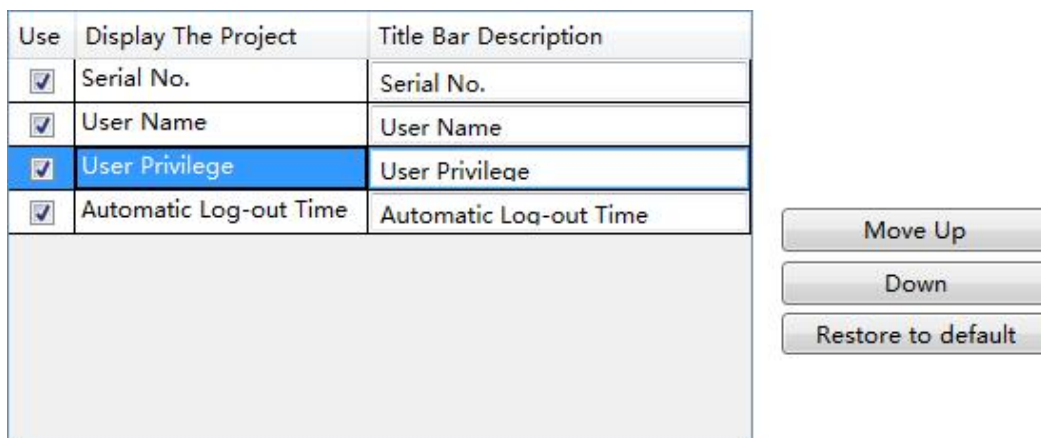 Use Display The Project Title Bar Description
Serial No. Serial No.
User Name User Name
User Privilege User Privilege
Automatic Log-out Time Automatic Log-out Time
Move Up
Down
Restore to default